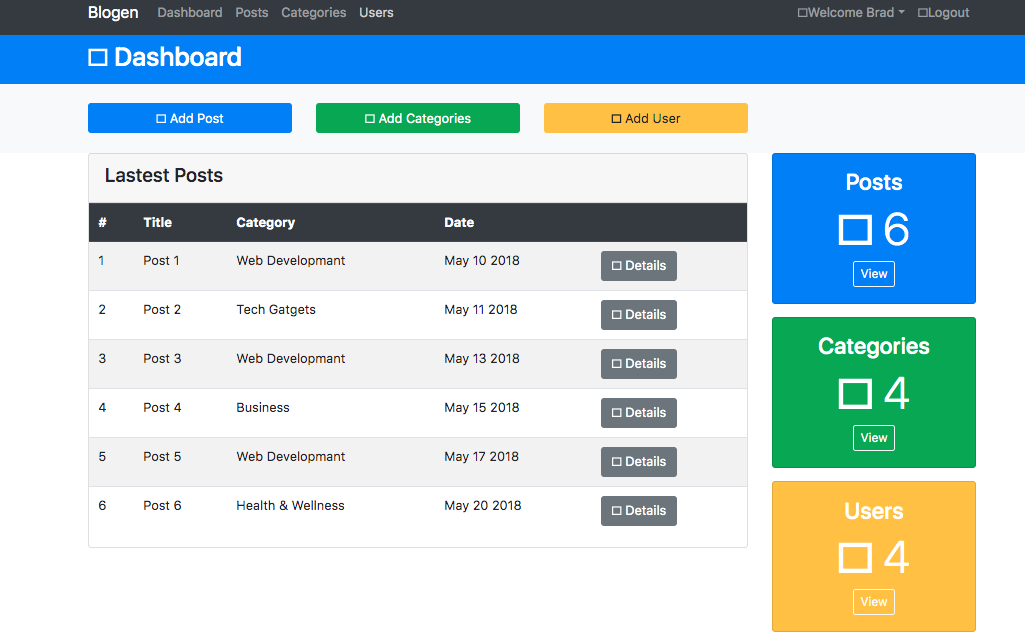 Blogen Dashboard Posts Categories Users Welcome Brad Logout
Dashboard
Add Post Add Categories Add User
Lastest Posts
# Title Category Date
1 Post 1 Web Developmant May 10 2018 Details
2 Post 2 Tech Gatgets May 11 2018 Details
3 Post 3 Web Developmant May 13 2018 Details
4 Post 4 Business May 15 2018 Details
5 Post 5 Web Developmant May 17 2018 Details
6 Post 6 Health & Wellness May 20 2018 Details
Posts
6
View
Categories
4
View
Users
4
View